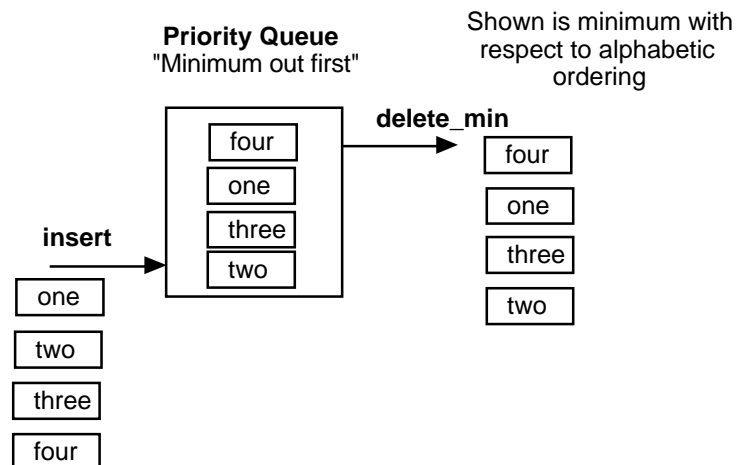 Priority Queue
"Minimum out first"
Shown is minimum with
respect to alphabetic
ordering
insert
one
two
three
four
four
one
three
two
delete_min
four
one
three
two